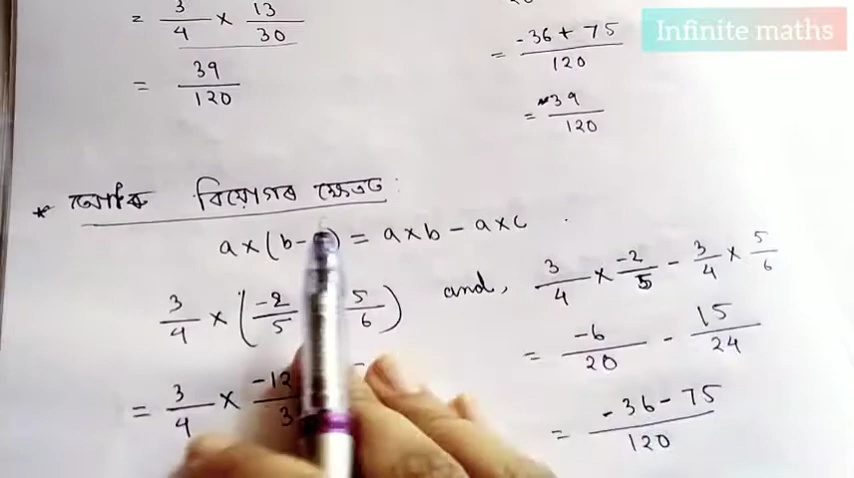 Infinite maths
= 3/4 × 13/30
= 39/120
= -36 + 75/120
= 39/120
* বিয়োগৰ ক্ষেত্ৰত :
a × (b - ) = a × b - a × c
3/4 × (-2/5 5/6)
= 3/4 × -12/3
and, 3/4 × -2/5 - 3/4 × 5/6
= -6/20 - 15/24
= -36 - 75/120